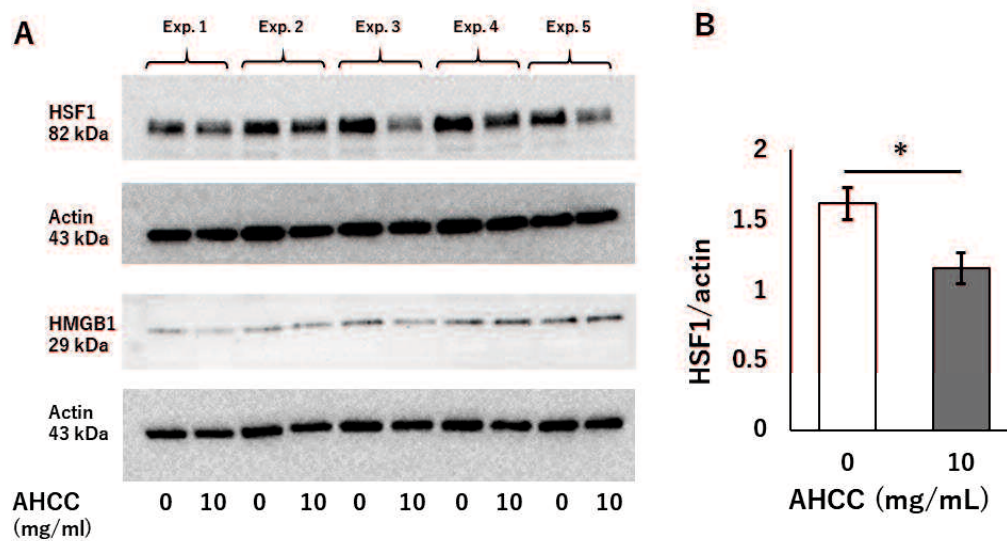 A
Exp. 1 Exp. 2 Exp. 3 Exp. 4 Exp. 5
HSF1
82 kDa
Actin
43 kDa
HMGB1
29 kDa
Actin
43 kDa
AHCC 0 10 0 10 0 10 0 10 0 10
(mg/ml)
B
*
2
1.5
1
0.5
0
HSF1/actin
0 10
AHCC (mg/mL)